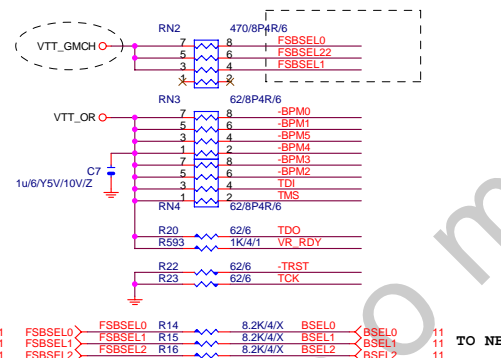 RN2 470/8P4R/6
VTT_GMCH 7 8 FSBSEL0
5 6 FSBSEL22
3 4 FSBSEL1
1 2
RN3 62/8P4R/6
VTT_OR 7 8 -BPM0
5 6 -BPM1
3 4 -BPM5
1 2 -BPM4
7 8 -BPM3
C7 5 6 -BPM2
1u/6/Y5V/10V/Z 3 4 TDI
1 2 TMS
RN4 62/8P4R/6
R20 62/6 TDO
R593 1K/4/1 VR_RDY
R22 62/6 -TRST
R23 62/6 TCK
FSBSEL0 FSBSEL0 R14 8.2K/4/X BSEL0 BSEL0 11
FSBSEL1 FSBSEL1 R15 8.2K/4/X BSEL1 BSEL1 11 TO
FSBSEL2 FSBSEL2 R16 8.2K/4/X BSEL2 BSEL2 11